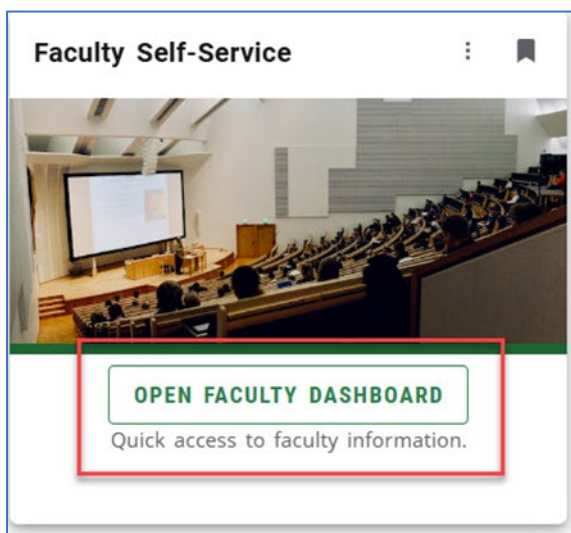 Faculty Self-Service
OPEN FACULTY DASHBOARD
Quick access to faculty information.